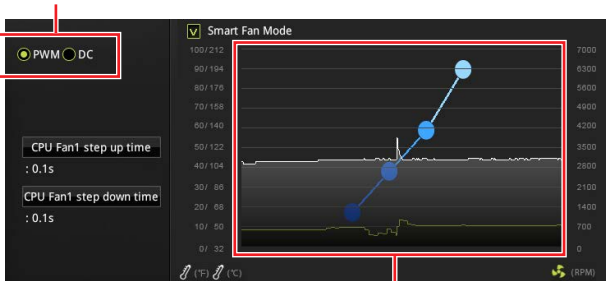 Smart Fan Mode
PWM DC
100/212 7000
90/194 6300
80/176 5600
70/158 4900
60/140 4200
50/122 3500
40/104 2800
30/ 86 2100
20/ 68 1400
10/ 50 700
0/ 32 0
CPU Fan1 step up time
: 0.1s
CPU Fan1 step down time
: 0.1s
(°F) (°C) (RPM)